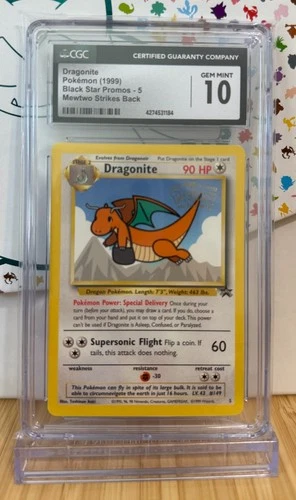 CGC
CERTIFIED GUARANTY COMPANY
Dragonite
Pokémon (1999)
Black Star Promos - 5
Mewtwo Strikes Back
GEM MINT
10
4274531184
Evolves from Dragonair Put Dragonite on the Stage 1 card
Dragonite 90 HP
Dragon Pokémon. Length: 7'3", Weight: 463 lbs.
Pokémon Power: Special Delivery Once during your
turn (before your attack), you may draw a card. If you do, choose a
card from your hand and put it on top of your deck. This power
can't be used if Dragonite is Asleep, Confused, or Paralyzed.
Supersonic Flight Flip a coin. If
tails, this attack does nothing.
60
weakness resistance retreat cost
-30
This Pokémon can fly in spite of its large bulk. It is said to be able
to circumnavigate the earth in just 16 hours. LV. 43 #149
5